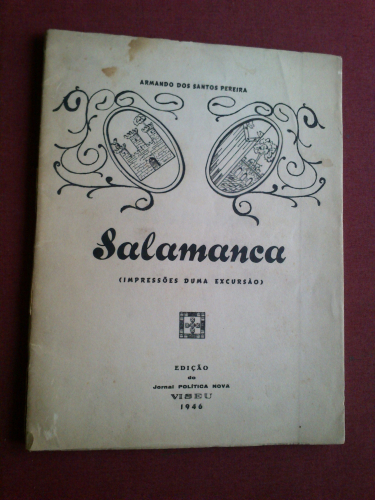 ARMANDO DOS SANTOS PEREIRA
Salamanca
(IMPRESSÕES DUMA EXCURSÃO)
EDIÇÃO
do
Jornal POLÍTICA NOVA
VISEU
1946